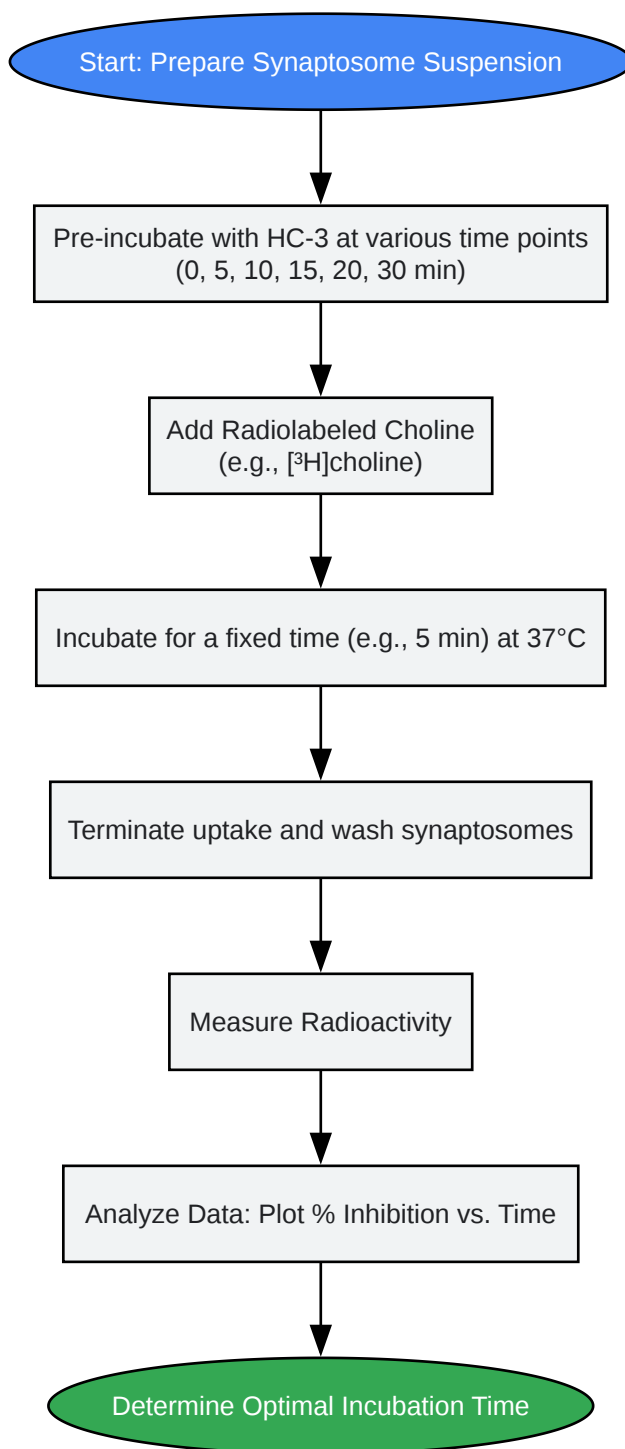 Start: Prepare Synaptosome Suspension
Pre-incubate with HC-3 at various time points
(0, 5, 10, 15, 20, 30 min)
Add Radiolabeled Choline
(e.g., [³H]choline)
Incubate for a fixed time (e.g., 5 min) at 37°C
Terminate uptake and wash synaptosomes
Measure Radioactivity
Analyze Data: Plot % Inhibition vs. Time
Determine Optimal Incubation Time